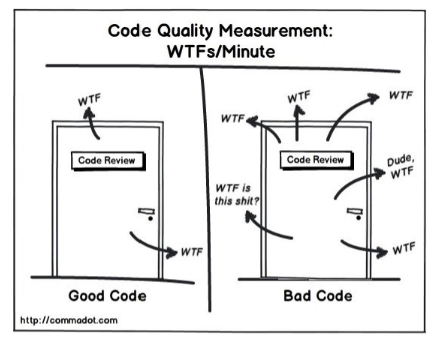 Code Quality Measurement:
WTFs/Minute
WTF
Code Review
WTF
Good Code
WTF
WTF
WTF
Code Review
Dude,
WTF
WTF is
this shit?
WTF
Bad Code
http://commadot.com